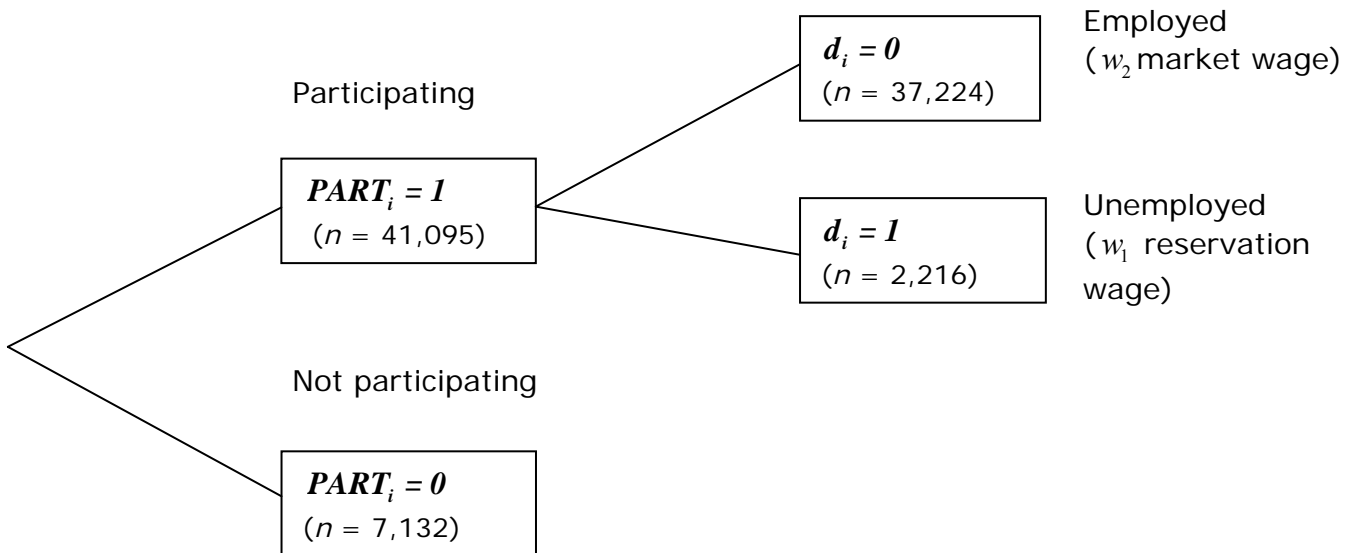 Participating
PART_i = 1
(n = 41,095)
d_i = 0
(n = 37,224)
Employed
(w_2 market wage)
d_i = 1
(n = 2,216)
Unemployed
(w_1 reservation
wage)
Not participating
PART_i = 0
(n = 7,132)